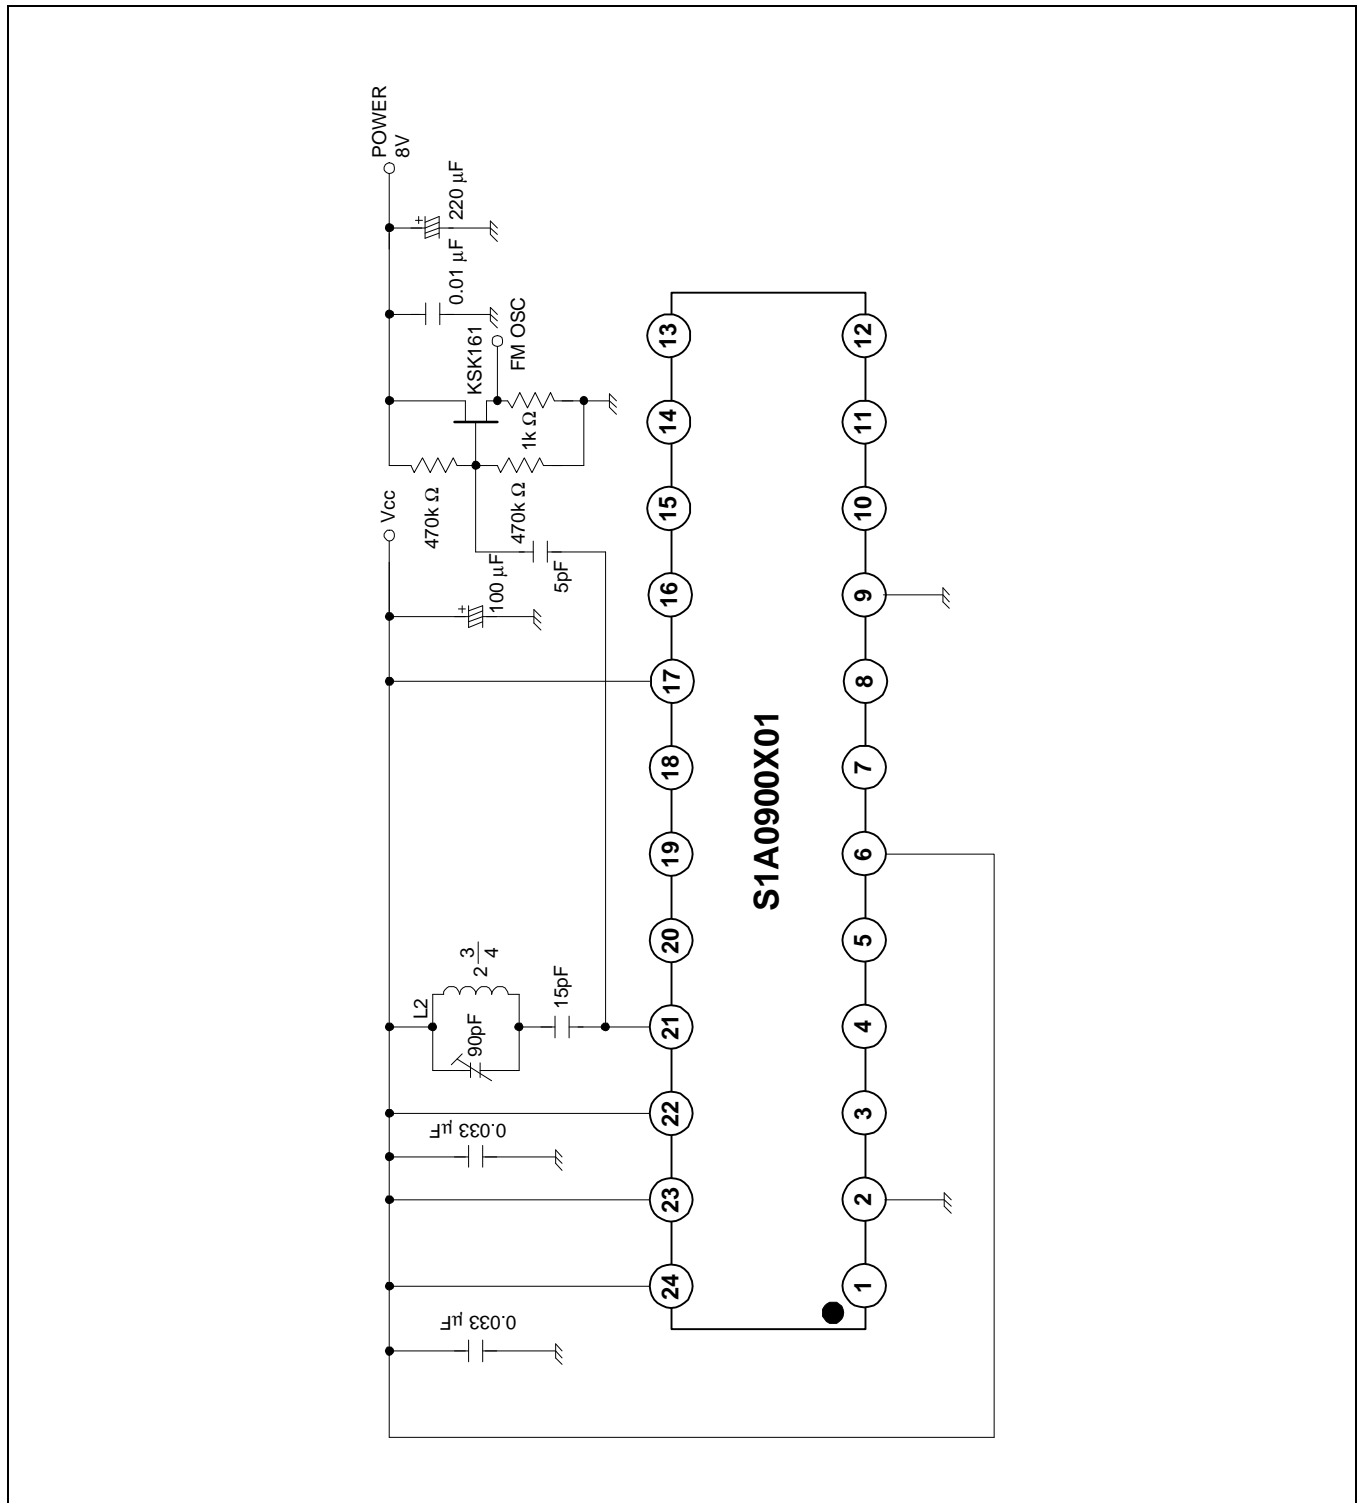 POWER
8V
220 µF
0.01 µF
KSK161
FM OSC
1k Ω
470k Ω
470k Ω
Vcc
100 µF
5pF
L2
2 3/4
90pF
15pF
0.033 µF
0.033 µF
S1A0900X01
24
23
22
21
20
19
18
17
16
15
14
13
1
2
3
4
5
6
7
8
9
10
11
12